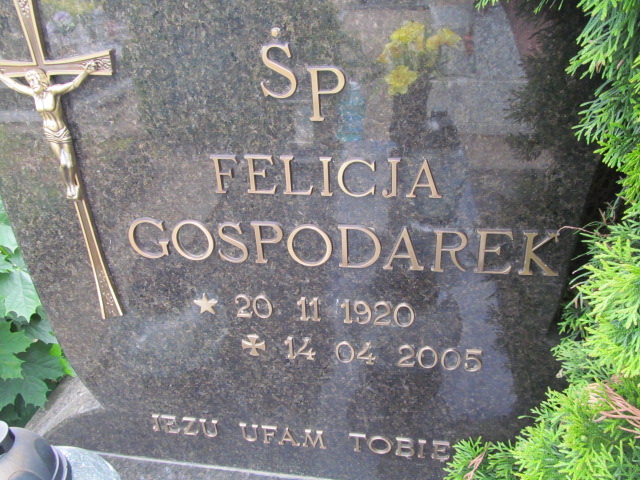 ŚP
FELICJA
GOSPODAREK
20 11 1920
14 04 2005
JEZU UFAM TOBIE